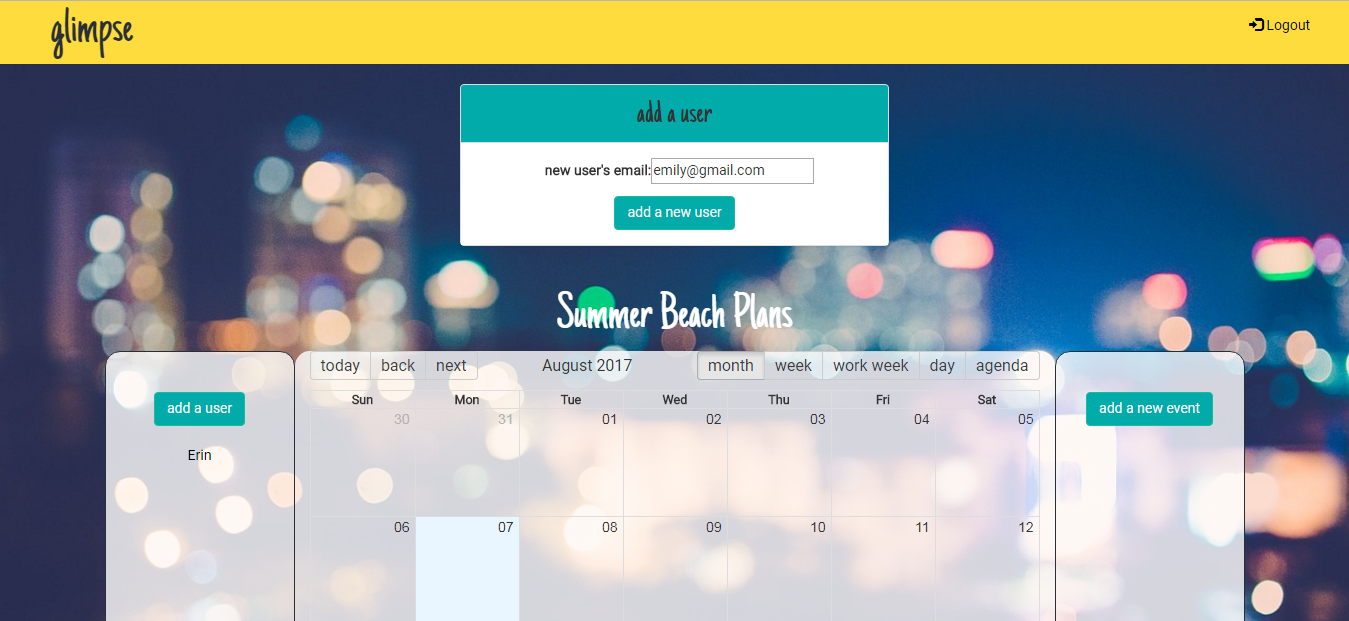 glimpse
Logout
add a user
new user's email: emily@gmail.com
add a new user
Summer Beach Plans
add a user
Erin
today back next August 2017 month week work week day agenda
Sun Mon Tue Wed Thu Fri Sat
30 31 01 02 03 04 05
06 07 08 09 10 11 12
add a new event